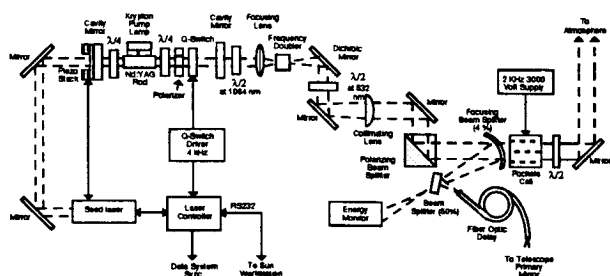 To
Atmosphere
Krypton
Pump
Lamp
Cavity
Mirror
λ/4
λ/4
Q-Switch
Cavity
Mirror
Focusing
Lens
Frequency
Doubler
Dichroic Mirror
Mirror
Piezo
Stack
Nd:YAG
Rod
Polarizer
λ/2
at 1064 nm
λ/2
at 532
nm
Mirror
Mirror
Collimating
Lens
2 KHz 3000
Volt Supply
Focusing
Beam Splitter
(4%)
Q-Switch
Driver
4 KHz
Polarizing
Beam
Splitter
Pockels
Cell
λ/2
Mirror
Mirror
Seed laser
Laser
Controller
RS232
Energy
Monitor
Beam
Splitter (50%)
Fiber Optic
Delay
Data System
Sync
To Sun
Workstation
To Telescope
Primary
Mirror